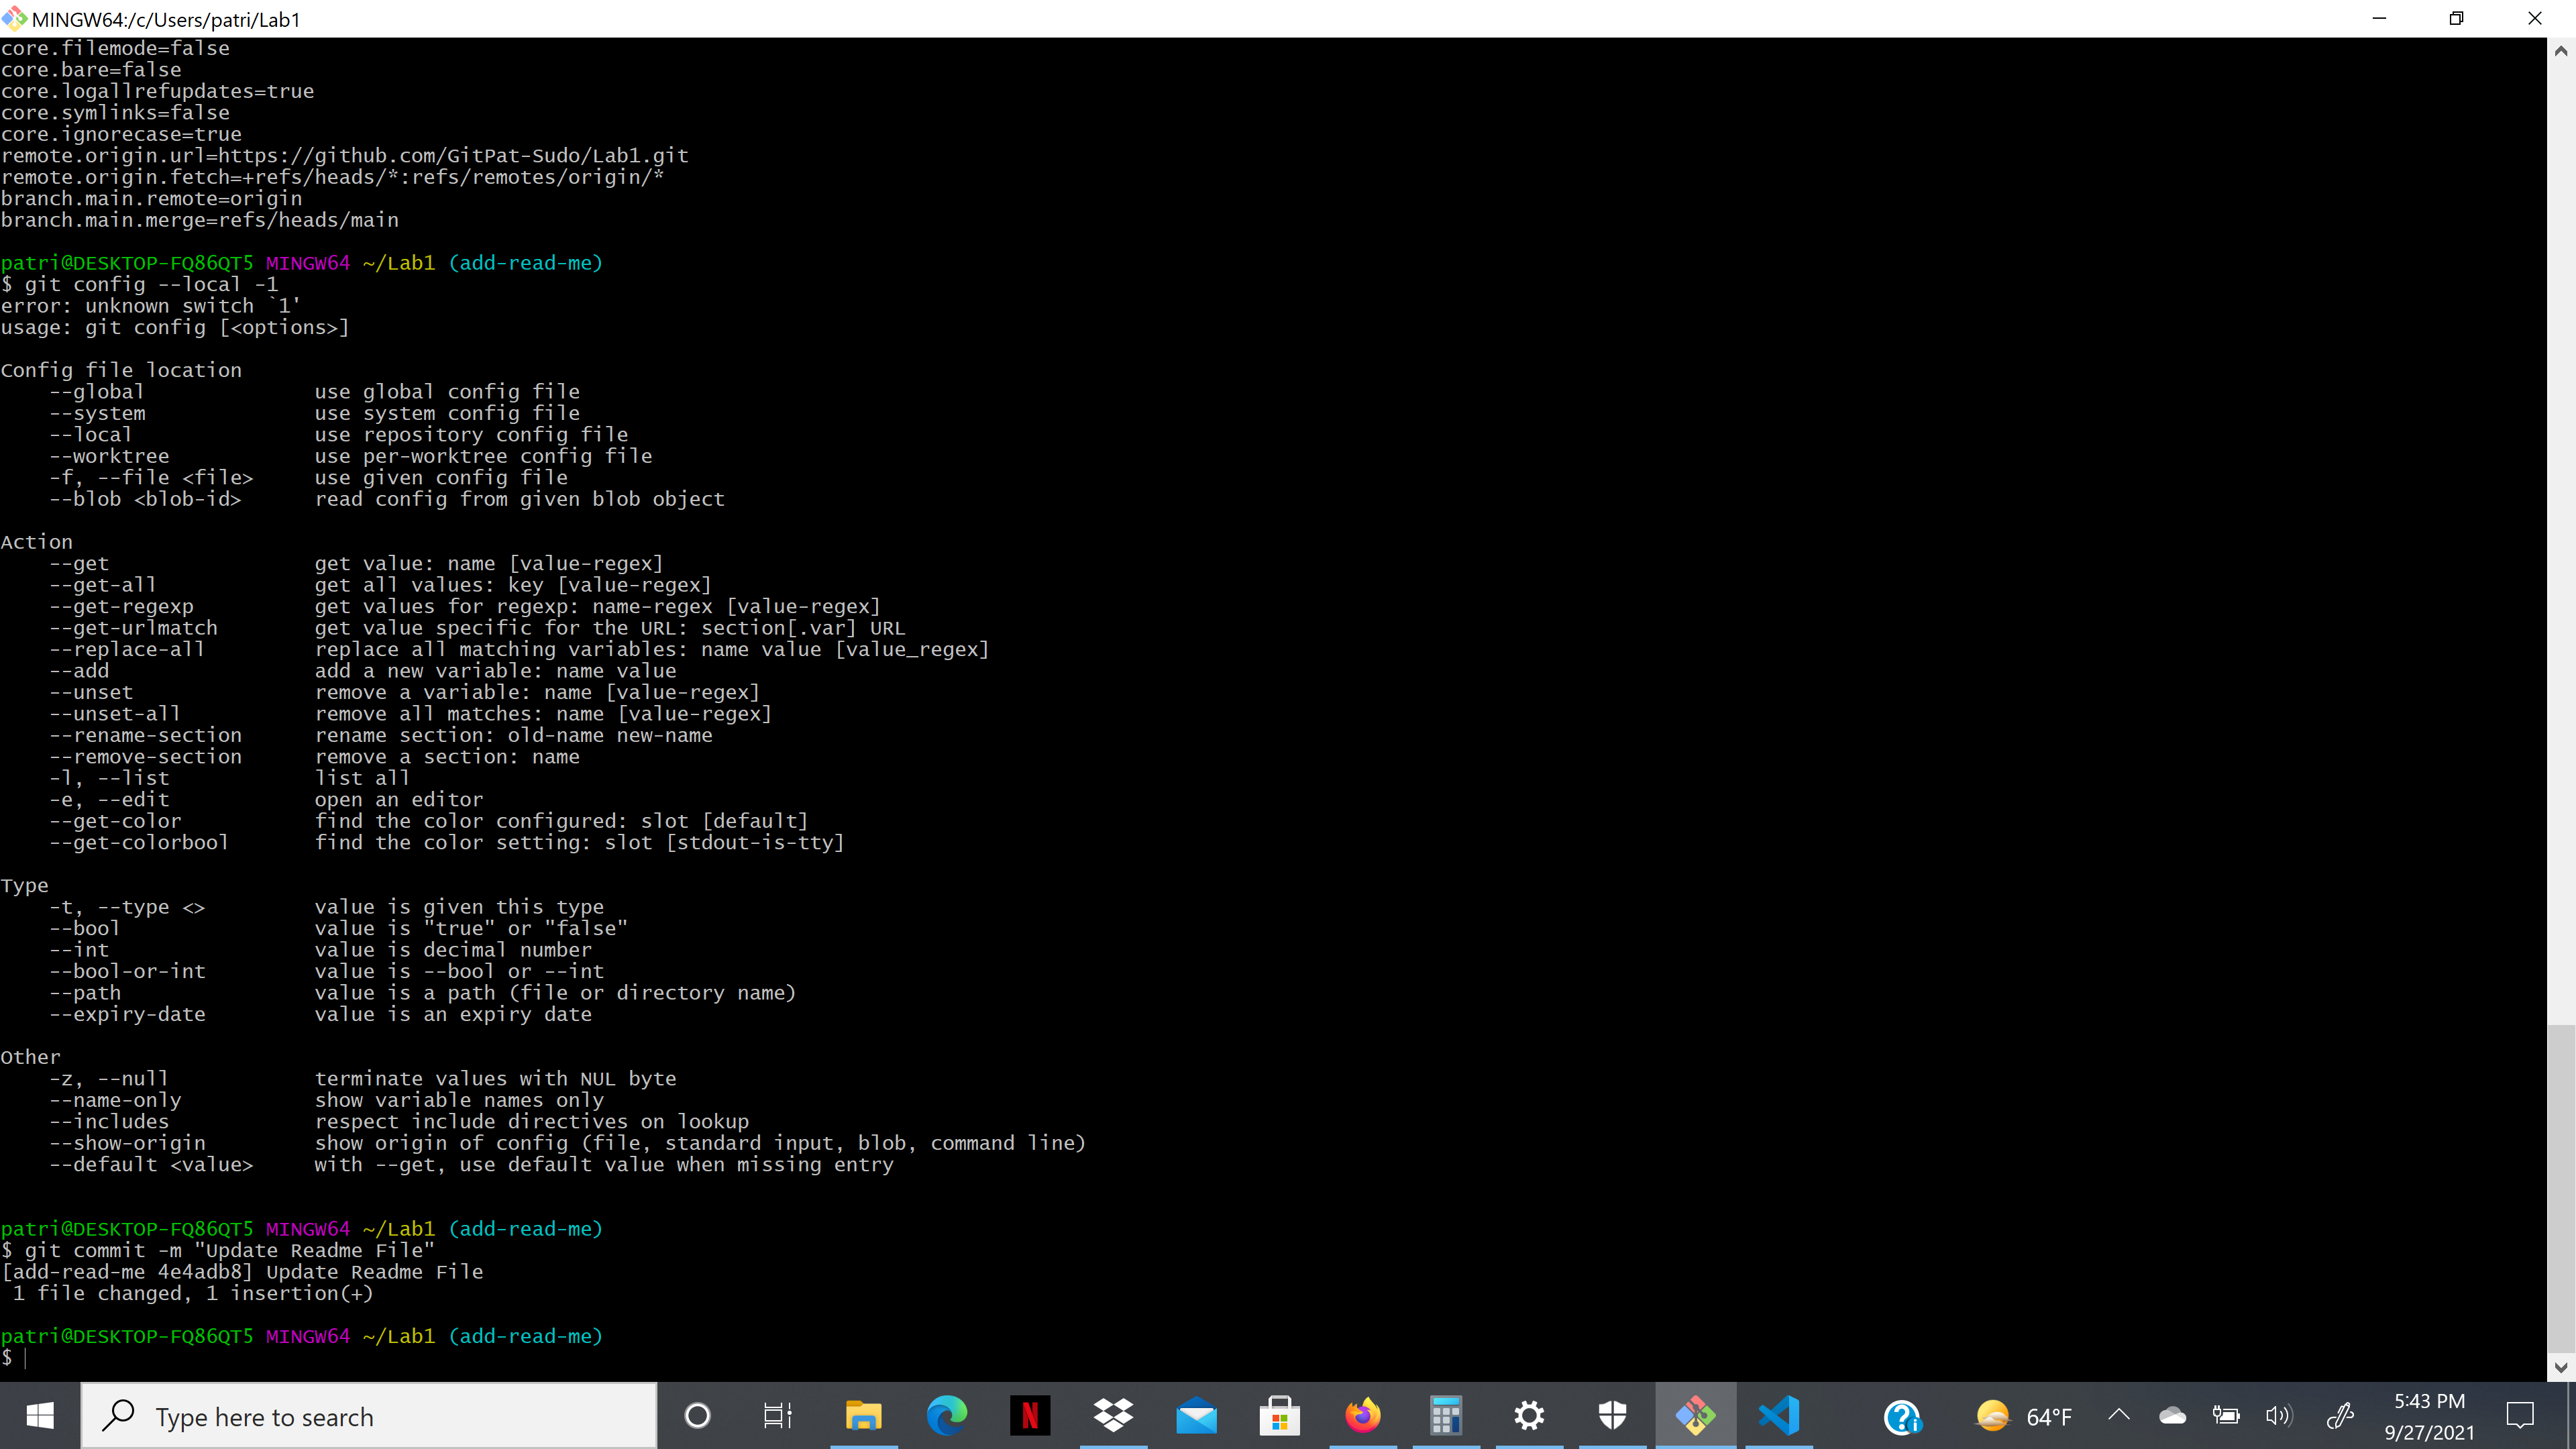 MINGW64:/c/Users/patri/Lab1
core.filemode=false
core.bare=false
core.logallrefupdates=true
core.symlinks=false
core.ignorecase=true
remote.origin.url=https://github.com/GitPat-Sudo/Lab1.git
remote.origin.fetch=+refs/heads/*:refs/remotes/origin/*
branch.main.remote=origin
branch.main.merge=refs/heads/main

patri@DESKTOP-FQ86QT5 MINGW64 ~/Lab1 (add-read-me)
$ git config --local -1
error: unknown switch `1'
usage: git config [<options>]

Config file location
    --global              use global config file
    --system              use system config file
    --local               use repository config file
    --worktree            use per-worktree config file
    -f, --file <file>     use given config file
    --blob <blob-id>      read config from given blob object

Action
    --get                 get value: name [value-regex]
    --get-all             get all values: key [value-regex]
    --get-regexp          get values for regexp: name-regex [value-regex]
    --get-urlmatch        get value specific for the URL: section[.var] URL
    --replace-all         replace all matching variables: name value [value_regex]
    --add                 add a new variable: name value
    --unset               remove a variable: name [value-regex]
    --unset-all           remove all matches: name [value-regex]
    --rename-section      rename section: old-name new-name
    --remove-section      remove a section: name
    -l, --list            list all
    -e, --edit            open an editor
    --get-color           find the color configured: slot [default]
    --get-colorbool       find the color setting: slot [stdout-is-tty]

Type
    -t, --type <>         value is given this type
    --bool                value is "true" or "false"
    --int                 value is decimal number
    --bool-or-int         value is --bool or --int
    --path                value is a path (file or directory name)
    --expiry-date         value is an expiry date

Other
    -z, --null            terminate values with NUL byte
    --name-only           show variable names only
    --includes            respect include directives on lookup
    --show-origin         show origin of config (file, standard input, blob, command line)
    --default <value>     with --get, use default value when missing entry

patri@DESKTOP-FQ86QT5 MINGW64 ~/Lab1 (add-read-me)
$ git commit -m "Update Readme File"
[add-read-me 4e4adb8] Update Readme File
 1 file changed, 1 insertion(+)

patri@DESKTOP-FQ86QT5 MINGW64 ~/Lab1 (add-read-me)
$
Type here to search
N
64°F
5:43 PM
9/27/2021